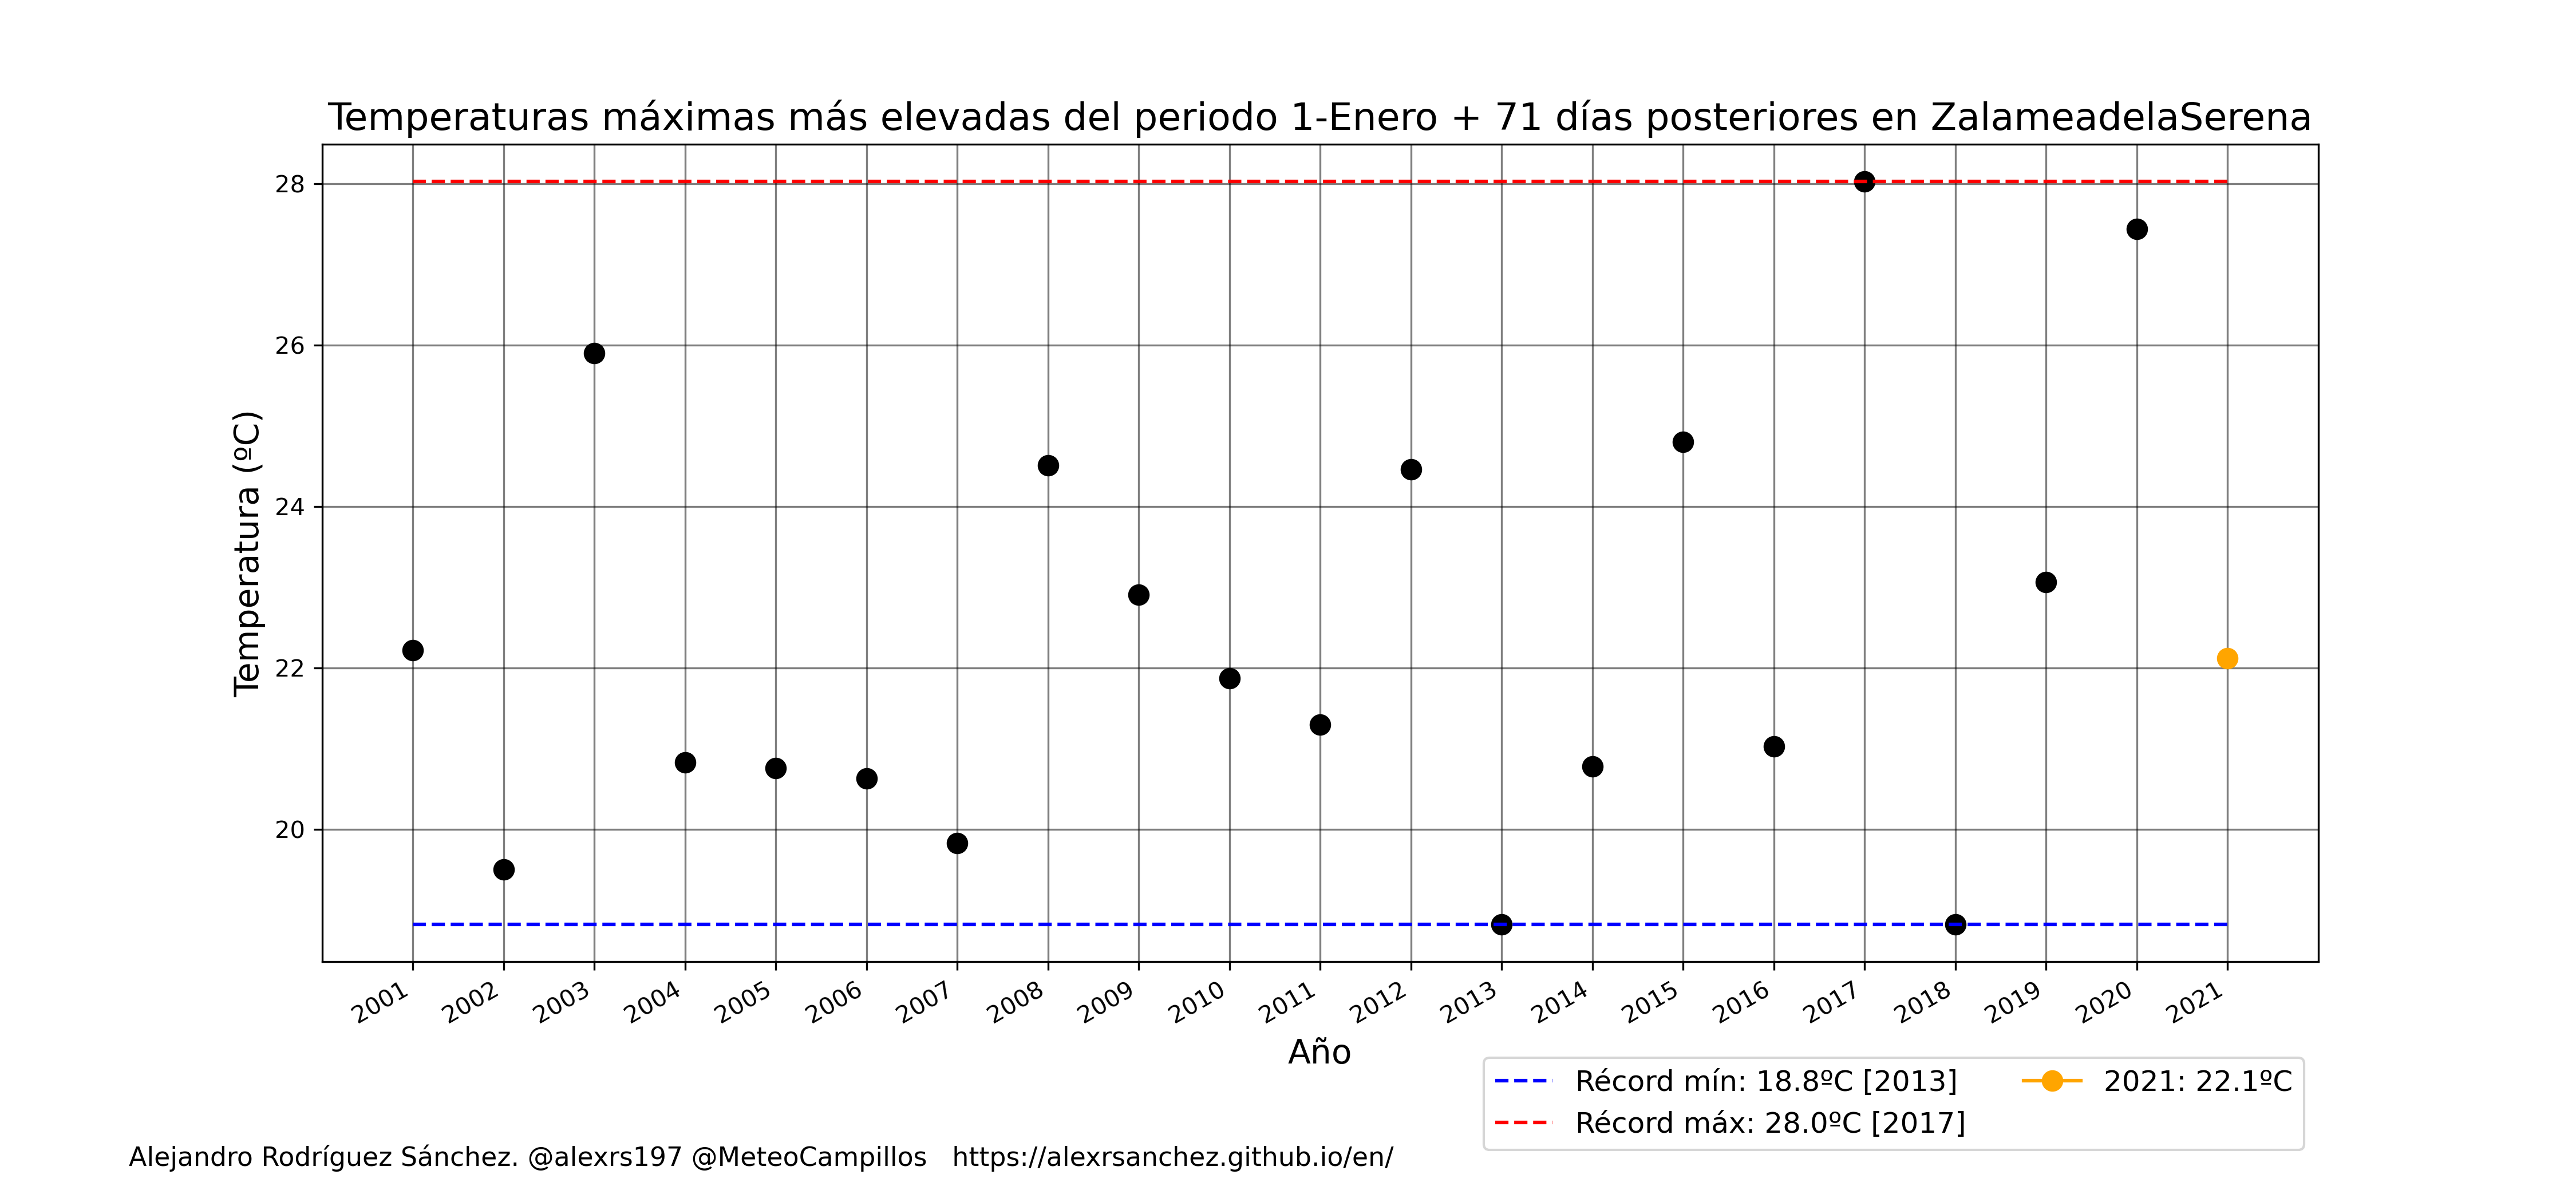 Temperaturas máximas más elevadas del periodo 1-Enero + 71 días posteriores en ZalameadelaSerena
Temperatura (ºC)
28
26
24
22
20
2001 2002 2003 2004 2005 2006 2007 2008 2009 2010 2011 2012 2013 2014 2015 2016 2017 2018 2019 2020 2021
Año
Récord mín: 18.8ºC [2013]
Récord máx: 28.0ºC [2017]
2021: 22.1ºC
Alejandro Rodríguez Sánchez. @alexrs197 @MeteoCampillos https://alexrsanchez.github.io/en/